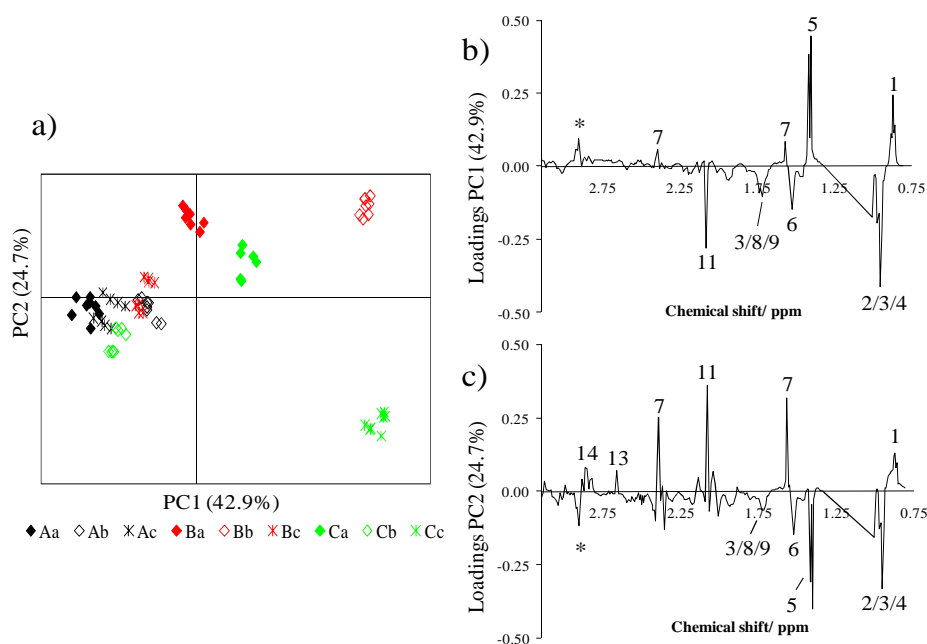 a)
PC2 (24.7%)
PC1 (42.9%)
Aa Ab Ac Ba Bb Bc Ca Cb Cc
b)
Loadings PC1 (42.9%)
0.50
0.25
0.00
-0.25
-0.50
5
1
* 7 7
2.75 2.25 1.75 1.25 0.75
3/8/9 6
11
2/3/4
Chemical shift/ ppm
c)
Loadings PC2 (24.7%)
0.50
0.25
0.00
-0.25
-0.50
11
7 7
14 13 1
2.75 2.25 1.75 1.25 0.75
* 3/8/9 6
5 2/3/4
Chemical shift/ ppm